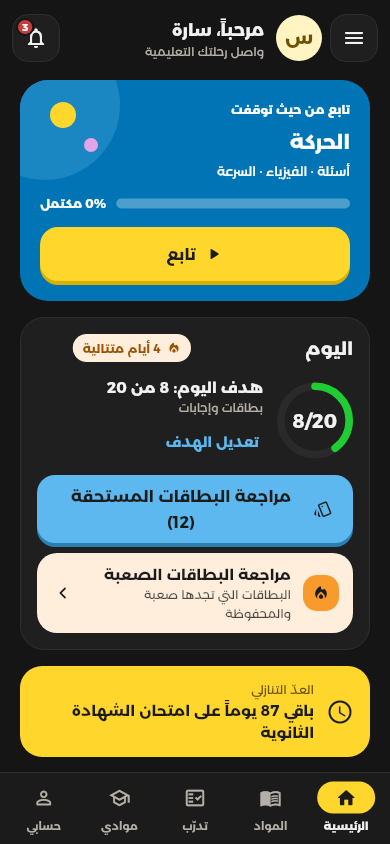 مرحباً، سارة
واصل رحلتك التعليمية
س
3
تابع من حيث توقفت
الحركة
أسئلة · الفيزياء · السرعة
0% مكتمل
تابع
اليوم
4 أيام متتالية
8/20
هدف اليوم: 8 من 20
بطاقات وإجابات
تعديل الهدف
مراجعة البطاقات المستحقة
(12)
مراجعة البطاقات الصعبة
البطاقات التي تجدها صعبة
والمحفوظة
العدّ التنازلي
باقي 87 يوماً على امتحان الشهادة
الثانوية
الرئيسية
المواد
تدرّب
موادي
حسابي